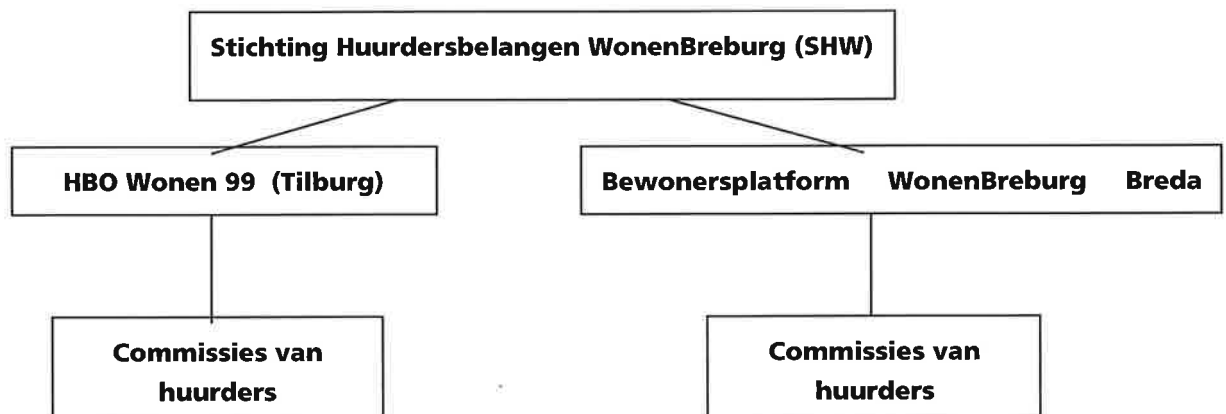 Stichting Huurdersbelangen WonenBreburg (SHW)
HBO Wonen 99 (Tilburg)
Bewonersplatform WonenBreburg Breda
Commissies van
huurders
Commissies van
huurders